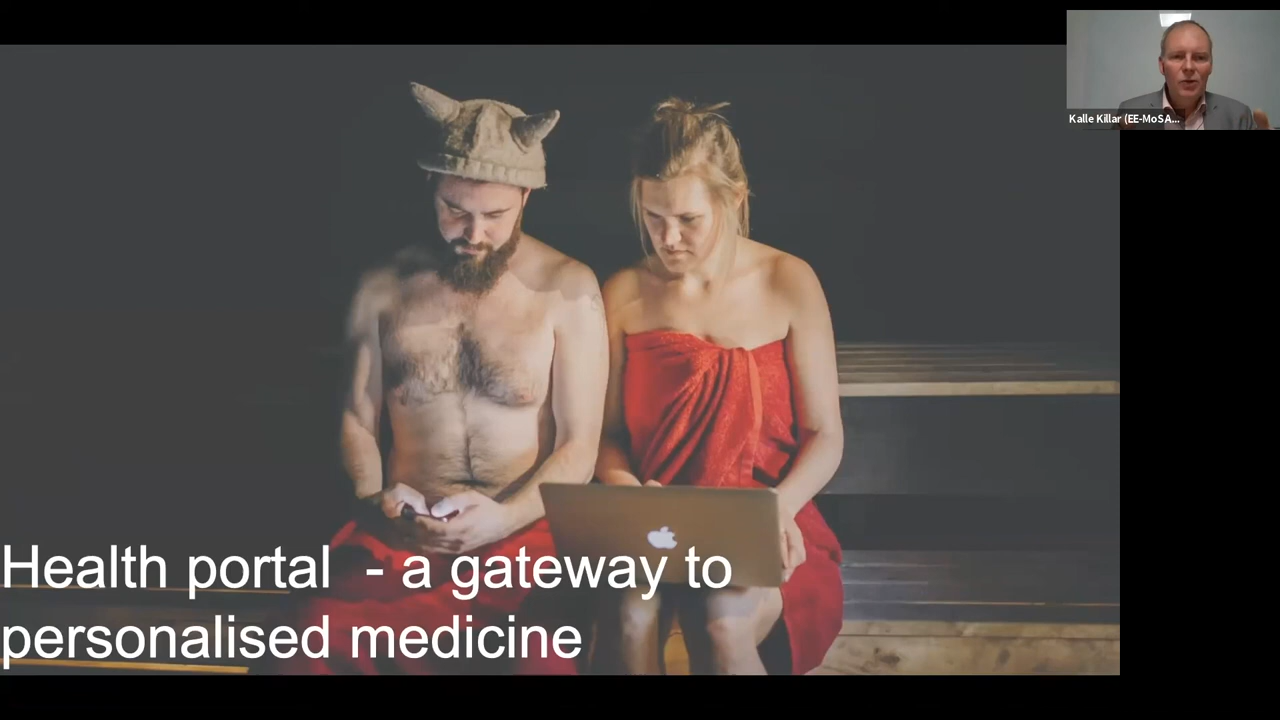 Kalle Killar (EE-MoSA...
Health portal  - a gateway to
personalised medicine